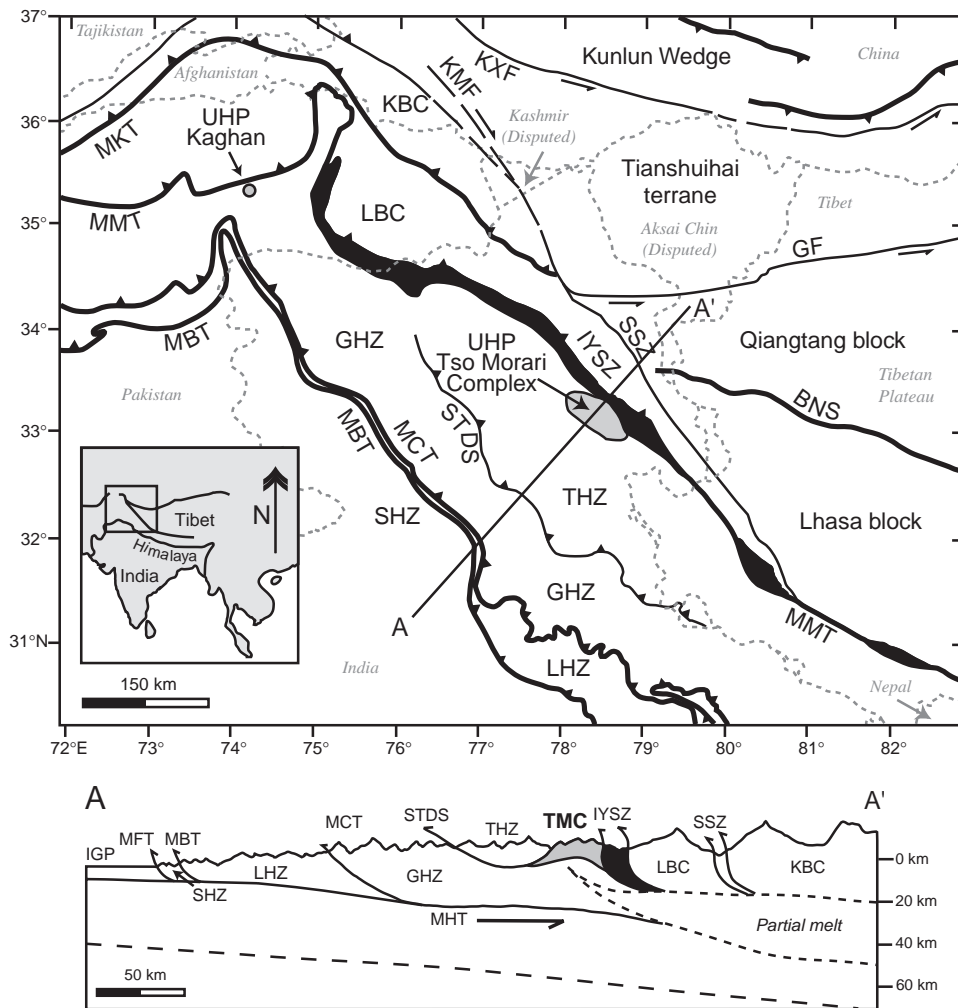 37°
36°
35°
34°
33°
32°
31°N
72°E
73°
74°
75°
76°
77°
78°
79°
80°
81°
82°
Tajikistan
Afghanistan
UHP
Kaghan
MKT
MMT
MBT
KBC
KMF
KXF
Kunlun Wedge
China
Kashmir
(Disputed)
Tianshuihai
terrane
Aksai Chin
(Disputed)
Tibet
GF
LBC
GHZ
UHP
Tso Morari
Complex
IYSZ
SSZ
A'
Qiangtang block
Tibetan
Plateau
BNS
Pakistan
STDS
MBT
MCT
THZ
SHZ
Lhasa block
GHZ
A
MMT
LHZ
India
Nepal
N
Tibet
Himalaya
India
150 km
A
A'
IGP
MFT
MBT
SHZ
LHZ
MCT
GHZ
STDS
THZ
TMC
IYSZ
LBC
SSZ
KBC
MHT
Partial melt
0 km
20 km
40 km
60 km
50 km